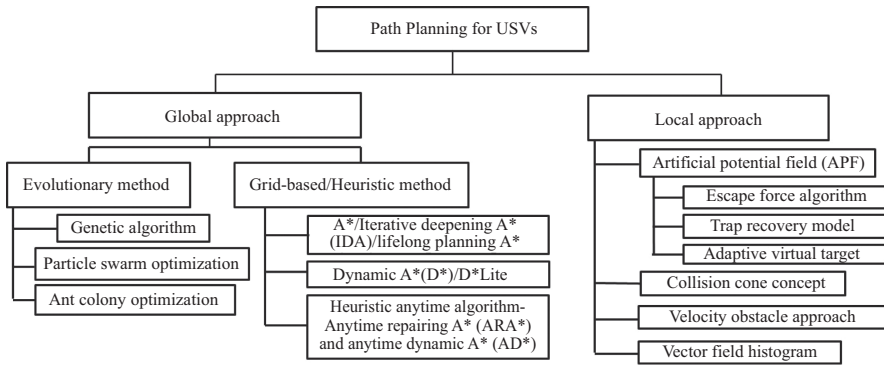 Path Planning for USVs
Global approach
Local approach
Evolutionary method
Genetic algorithm
Particle swarm optimization
Ant colony optimization
Grid-based/Heuristic method
A*/Iterative deepening A*
(IDA)/lifelong planning A*
Dynamic A*(D*)/D*Lite
Heuristic anytime algorithm-
Anytime repairing A* (ARA*)
and anytime dynamic A* (AD*)
Artificial potential field (APF)
Escape force algorithm
Trap recovery model
Adaptive virtual target
Collision cone concept
Velocity obstacle approach
Vector field histogram